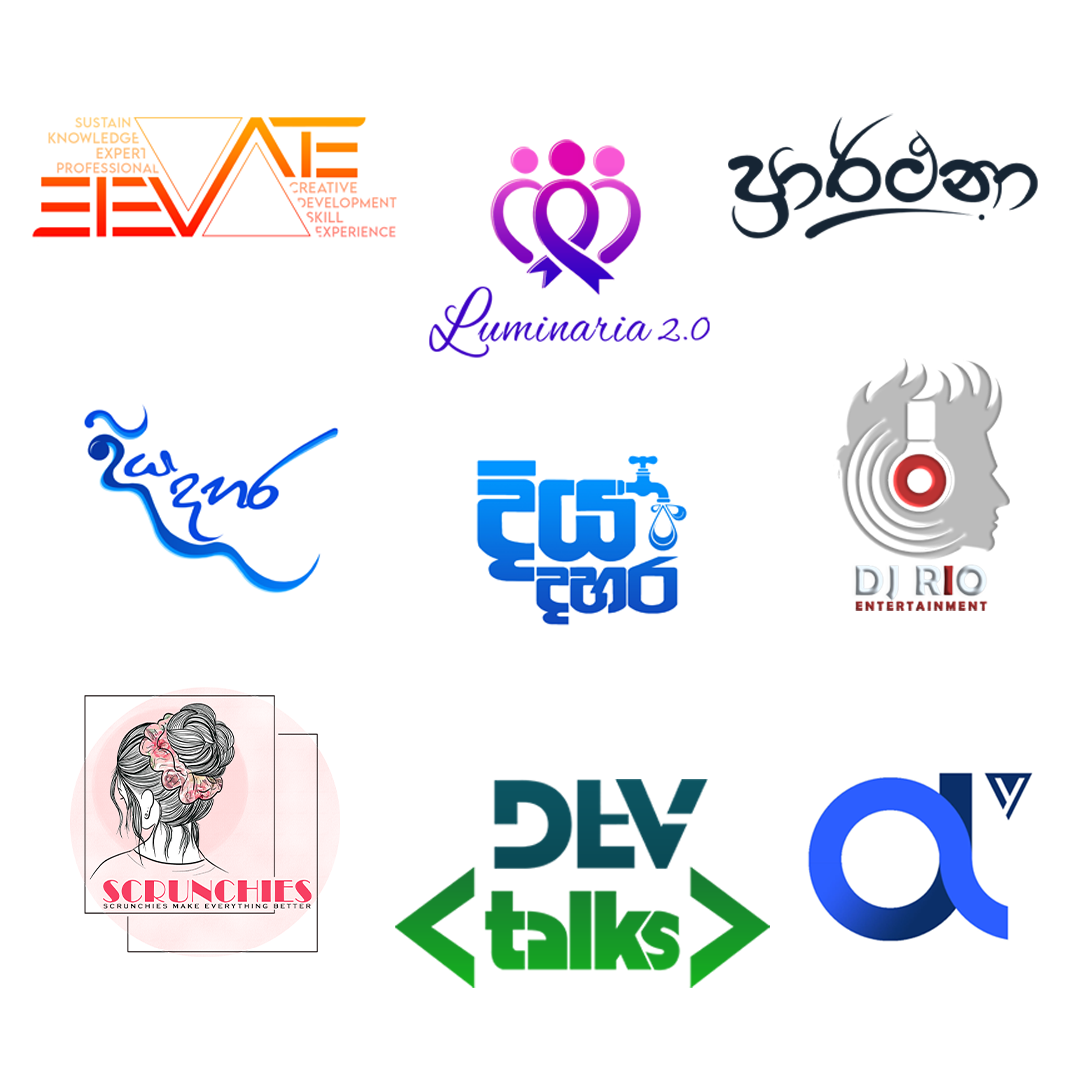 SUSTAIN
KNOWLEDGE
EXPERT
PROFESSIONAL
ELEVATE
CREATIVE
DEVELOPMENT
SKILL
EXPERIENCE
Luminaria 2.0
ප්‍රාර්ථනා
දිය දහර
දිය
දහර
DJ RIO
ENTERTAINMENT
SCRUNCHIES
SCRUNCHIES MAKE EVERYTHING BETTER
DEV
<talks>
α y